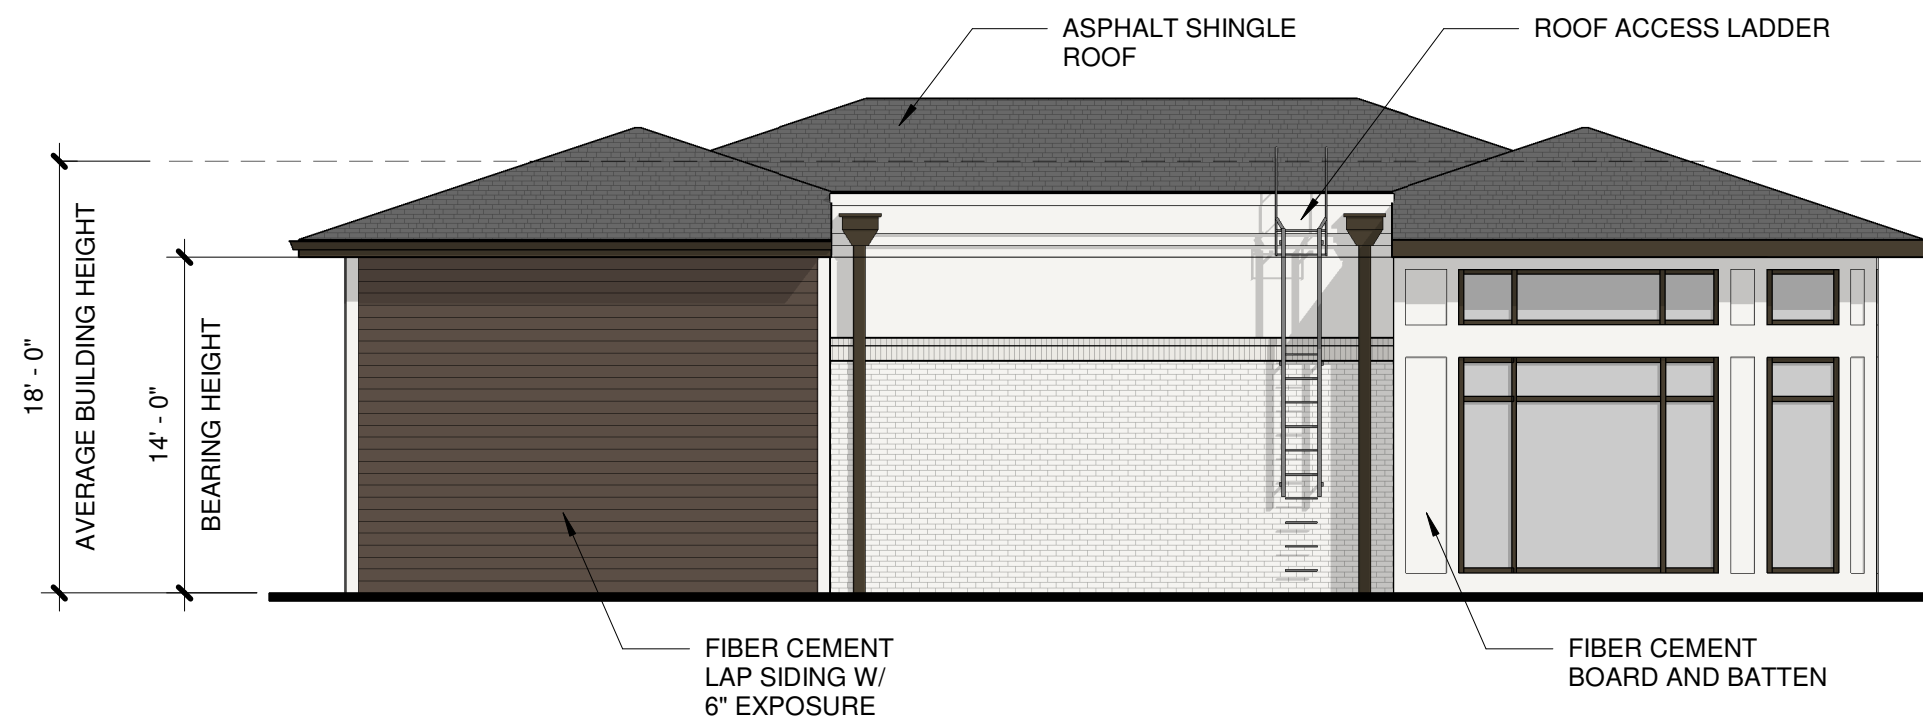 ASPHALT SHINGLE
ROOF
ROOF ACCESS LADDER
18' - 0"
AVERAGE BUILDING HEIGHT
14' - 0"
BEARING HEIGHT
FIBER CEMENT
LAP SIDING W/
6" EXPOSURE
FIBER CEMENT
BOARD AND BATTEN